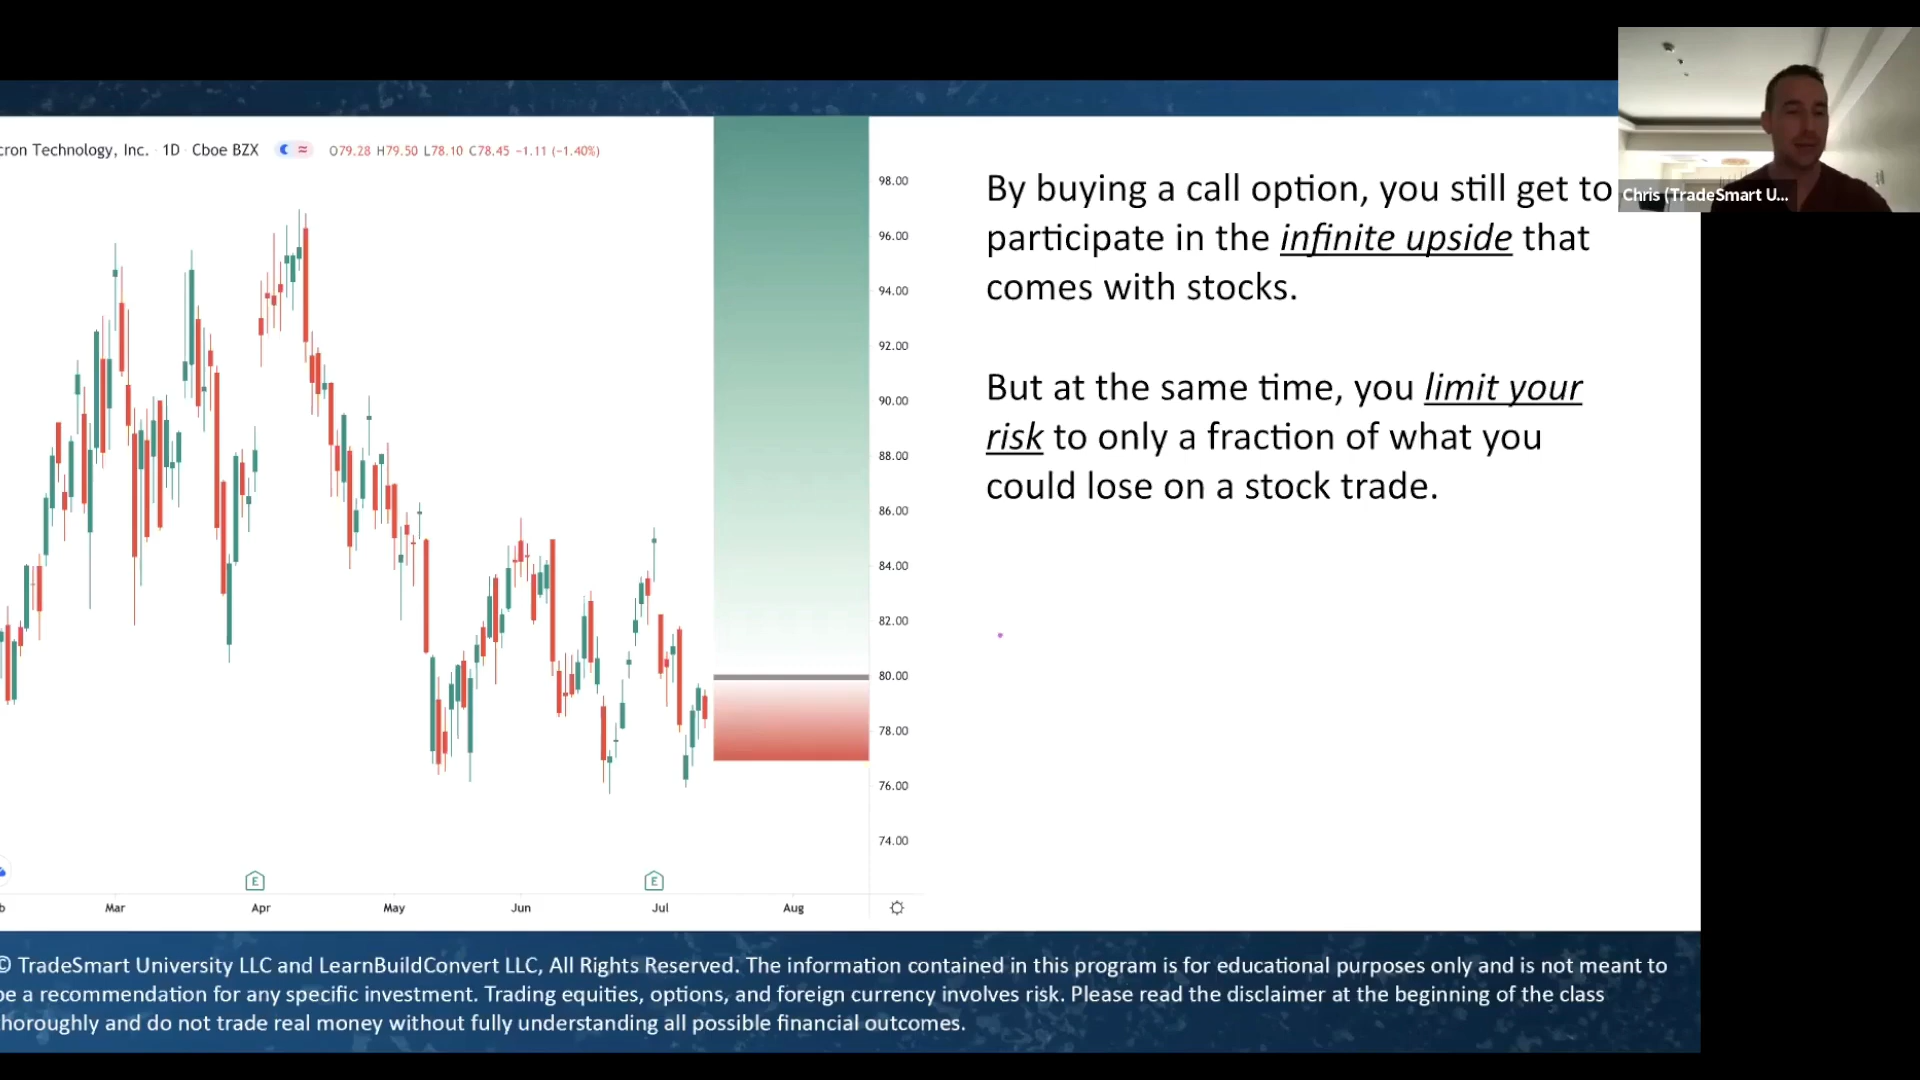 cron Technology, Inc. · 1D · Cboe BZX O79.28 H79.50 L78.10 C78.45 −1.11 (−1.40%)
98.00
96.00
94.00
92.00
90.00
88.00
86.00
84.00
82.00
80.00
78.00
76.00
74.00
E E
b Mar Apr May Jun Jul Aug
By buying a call option, you still get to
participate in the infinite upside that
comes with stocks.
But at the same time, you limit your
risk to only a fraction of what you
could lose on a stock trade.
Chris (TradeSmart U...
© TradeSmart University LLC and LearnBuildConvert LLC, All Rights Reserved. The information contained in this program is for educational purposes only and is not meant to
be a recommendation for any specific investment. Trading equities, options, and foreign currency involves risk. Please read the disclaimer at the beginning of the class
horoughly and do not trade real money without fully understanding all possible financial outcomes.